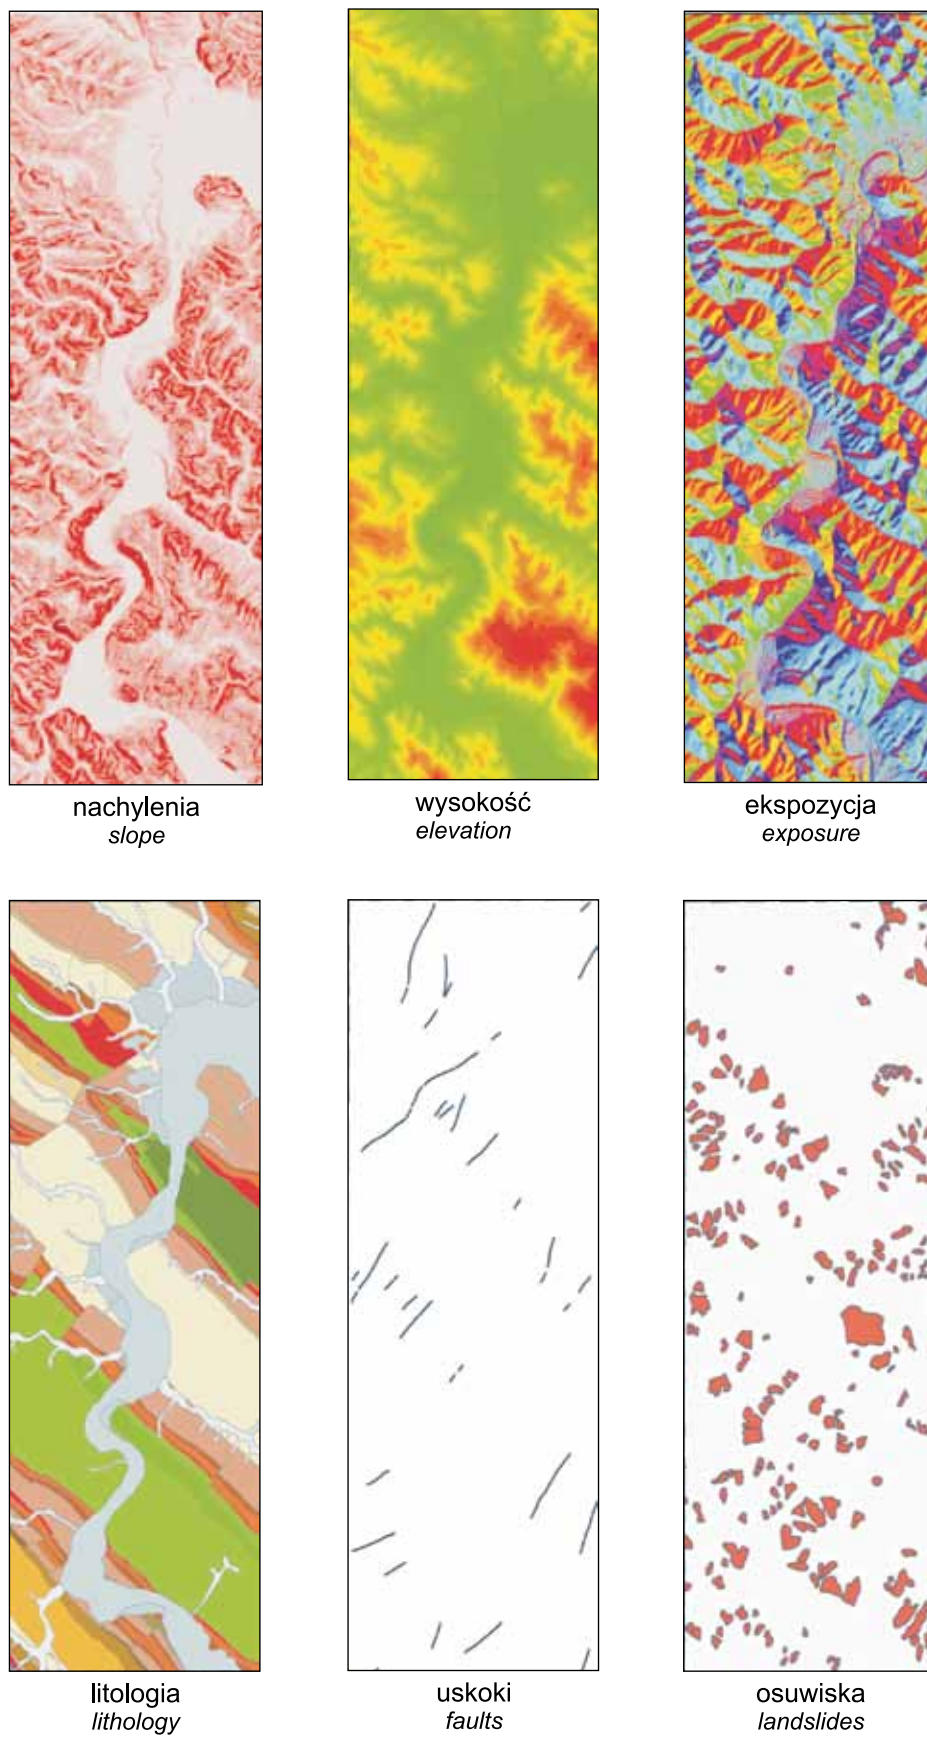 nachylenia
slope
wysokość
elevation
ekspozycja
exposure
litologia
lithology
uskoki
faults
osuwiska
landslides